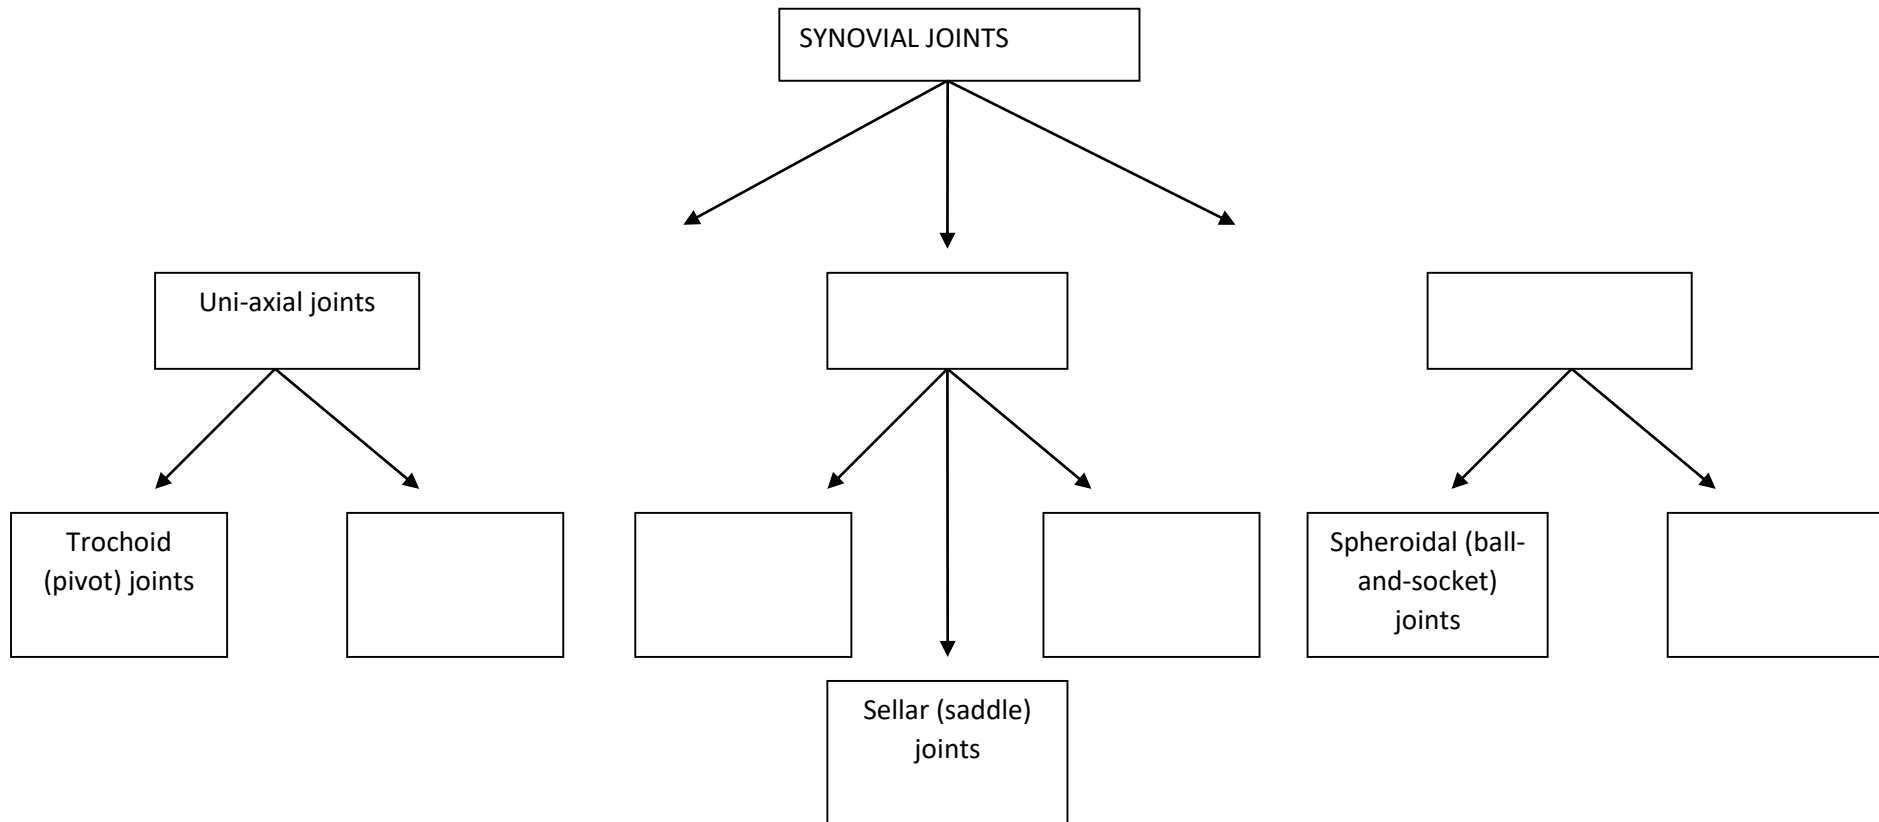 SYNOVIAL JOINTS
Uni-axial joints
Trochoid
(pivot) joints
Spheroidal (ball-
and-socket)
joints
Sellar (saddle)
joints